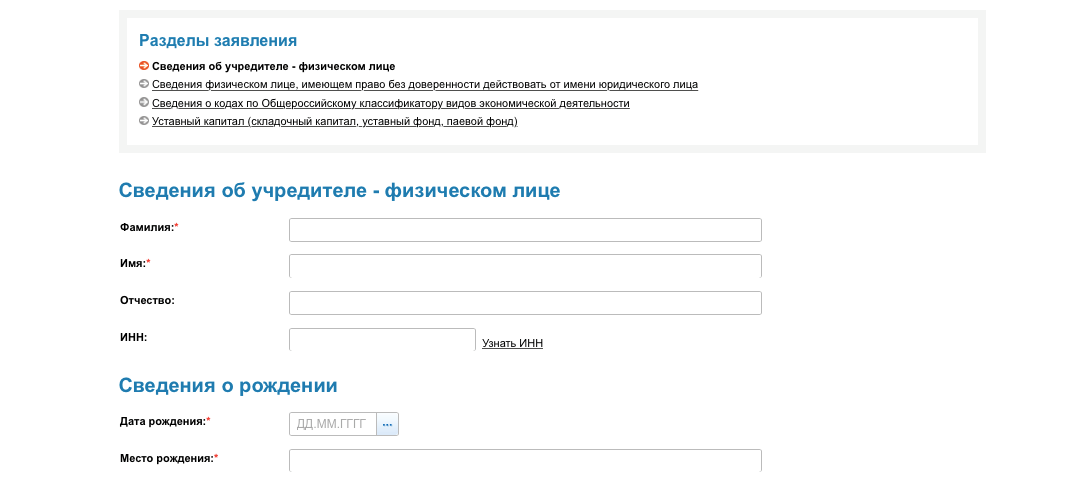 Разделы заявления
Сведения об учредителе - физическом лице
Сведения физическом лице, имеющем право без доверенности действовать от имени юридического лица
Сведения о кодах по Общероссийскому классификатору видов экономической деятельности
Уставный капитал (складочный капитал, уставный фонд, паевой фонд)
Сведения об учредителе - физическом лице
Фамилия:*
Имя:*
Отчество:
ИНН:
Узнать ИНН
Сведения о рождении
Дата рождения:*
ДД.ММ.ГГГГ ...
Место рождения:*